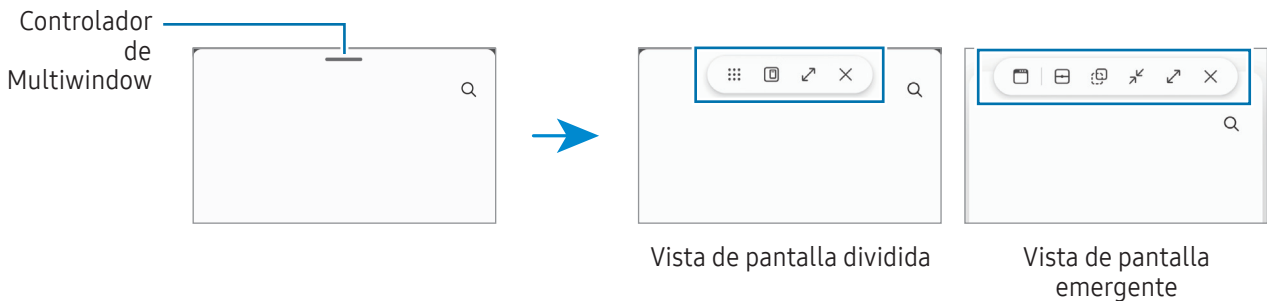 Controlador
de
Multiwindow
Vista de pantalla dividida
Vista de pantalla
emergente